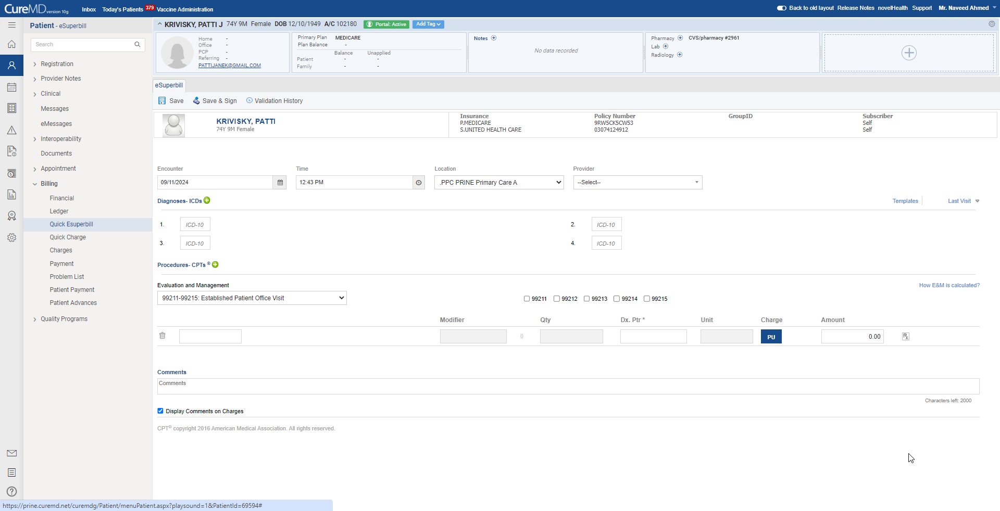 CureMD version 10g Inbox Today's Patients 379 Vaccine Administration Back to old layout Release Notes novelHealth Support Mr. Naveed Ahmed
Patient - eSuperbill
Search
Registration
Provider Notes
Clinical
Messages
eMessages
Interoperability
Documents
Appointment
Billing
Financial
Ledger
Quick Esuperbill
Quick Charge
Charges
Payment
Problem List
Patient Payment
Patient Advances
Quality Programs
KRIVISKY, PATTI J 74Y 9M Female DOB 12/10/1949 A/C 102180 Portal: Active Add Tag
Home -
Office -
PCP -
Referring -
PATTIJANEK@GMAIL.COM
Primary Plan MEDICARE
Plan Balance -
Balance Unapplied
Patient - -
Family - -
Notes
No data recorded
Pharmacy CVS/pharmacy #2961
Lab
Radiology
eSuperbill
Save Save & Sign Validation History
KRIVISKY, PATTI
74Y 9M Female
Insurance Policy Number GroupID Subscriber
P.MEDICARE 9RW5CK5CW53 Self
S.UNITED HEALTH CARE 03074124912 Self
Encounter Time Location Provider
09/11/2024 12:43 PM .PPC PRINE Primary Care A --Select--
Diagnoses- ICDs Templates Last Visit
1. ICD-10 2. ICD-10
3. ICD-10 4. ICD-10
Procedures- CPTs ®
Evaluation and Management How E&M is calculated?
99211-99215: Established Patient Office Visit 99211 99212 99213 99214 99215
Modifier Qty Dx. Ptr * Unit Charge Amount
0 PU 0.00 Rx
Comments
Comments
Characters left: 2000
Display Comments on Charges
CPT® copyright 2016 American Medical Association. All rights reserved.
https://prine.curemd.net/curemdg/Patient/menuPatient.aspx?playsound=1&PatientId=69594#